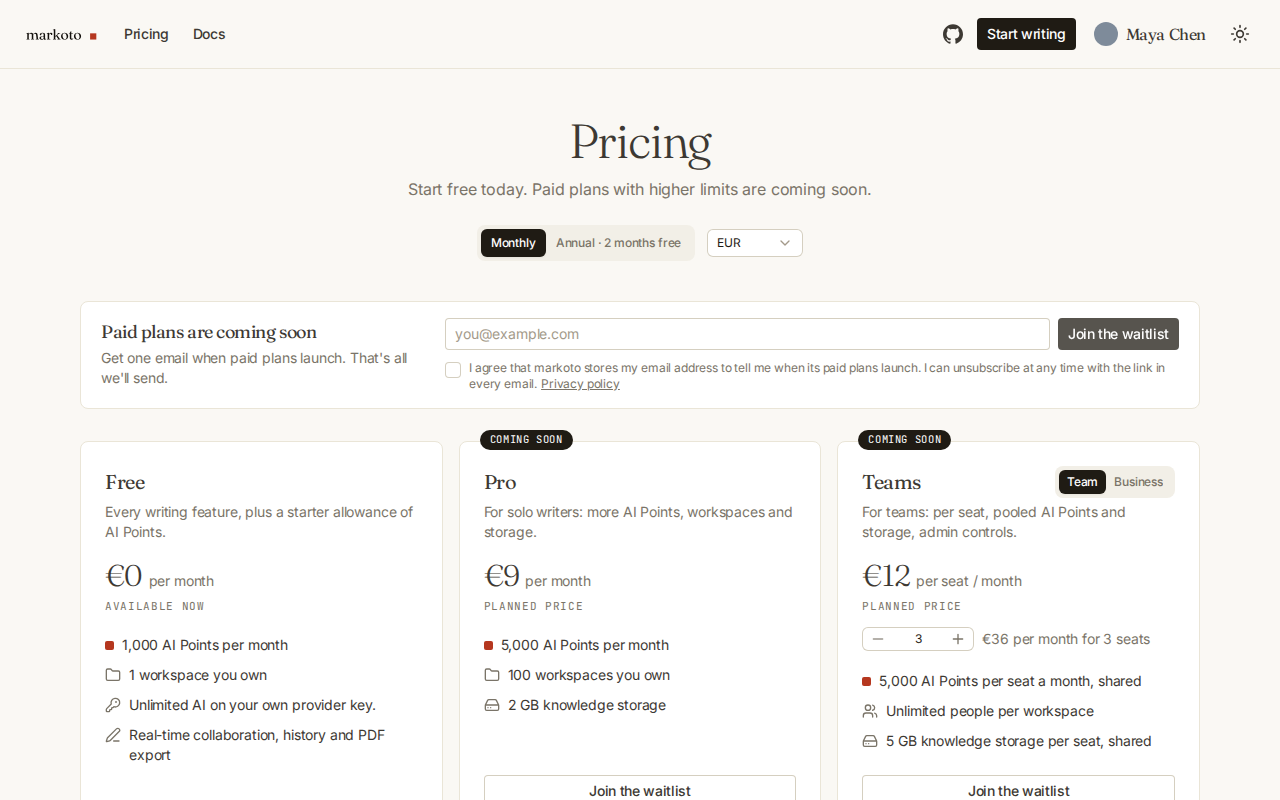 markoto
Pricing
Docs
Start writing
Maya Chen
Pricing
Start free today. Paid plans with higher limits are coming soon.
Monthly
Annual · 2 months free
EUR
Paid plans are coming soon
Get one email when paid plans launch. That's all
we'll send.
you@example.com
Join the waitlist
I agree that markoto stores my email address to tell me when its paid plans launch. I can unsubscribe at any time with the link in
every email. Privacy policy
Free
Every writing feature, plus a starter allowance of
AI Points.
€0 per month
AVAILABLE NOW
1,000 AI Points per month
1 workspace you own
Unlimited AI on your own provider key.
Real-time collaboration, history and PDF
export
COMING SOON
Pro
For solo writers: more AI Points, workspaces and
storage.
€9 per month
PLANNED PRICE
5,000 AI Points per month
100 workspaces you own
2 GB knowledge storage
Join the waitlist
COMING SOON
Teams
Team
Business
For teams: per seat, pooled AI Points and
storage, admin controls.
€12 per seat / month
PLANNED PRICE
3
€36 per month for 3 seats
5,000 AI Points per seat a month, shared
Unlimited people per workspace
5 GB knowledge storage per seat, shared
Join the waitlist